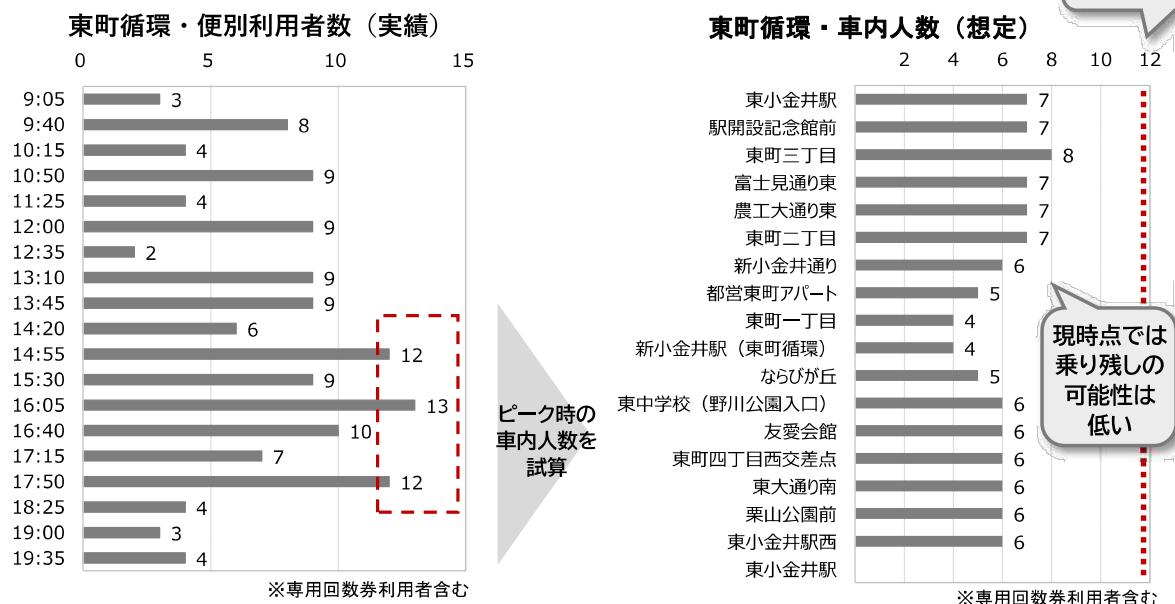 東町循環・便別利用者数（実績）
0 5 10 15
9:05 3
9:40 8
10:15 4
10:50 9
11:25 4
12:00 9
12:35 2
13:10 9
13:45 9
14:20 6
14:55 12
15:30 9
16:05 13
16:40 10
17:15 7
17:50 12
18:25 4
19:00 3
19:35 4
※専用回数券利用者含む
ピーク時の
車内人数を
試算
東町循環・車内人数（想定）
2 4 6 8 10 12
東小金井駅 7
駅開設記念館前 7
東町三丁目 8
富士見通り東 7
農工大通り東 7
東町二丁目 7
新小金井通り 6
都営東町アパート 5
東町一丁目 4
新小金井駅（東町循環） 4
ならびが丘 5
東中学校（野川公園入口） 6
友愛会館 6
東町四丁目西交差点 6
東大通り南 6
栗山公園前 6
東小金井駅西 6
東小金井駅
現時点では
乗り残しの
可能性は
低い
※専用回数券利用者含む